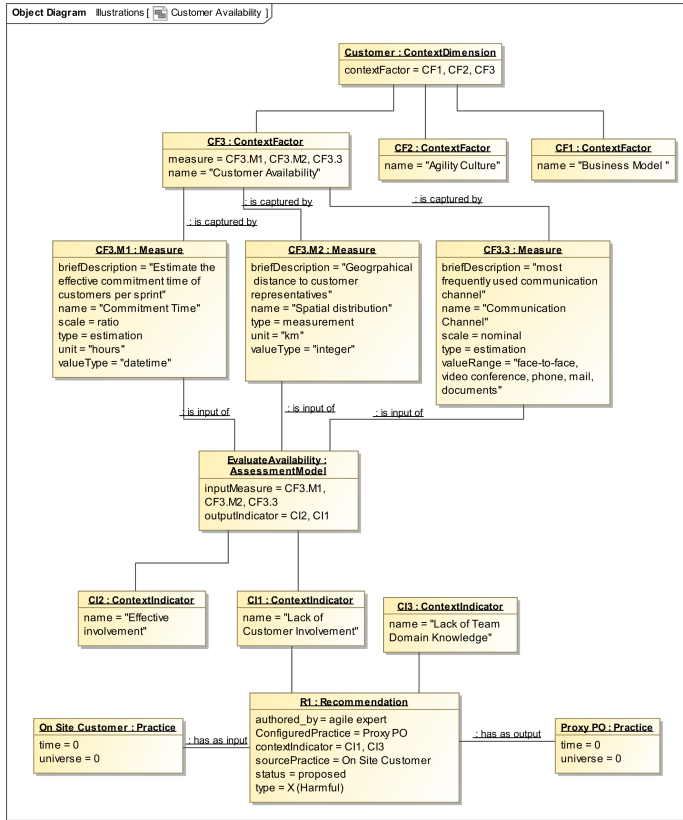 Object Diagram Illustrations [ Customer Availability ]
Customer : ContextDimension
contextFactor = CF1, CF2, CF3
CF3 : ContextFactor
measure = CF3.M1, CF3.M2, CF3.3
name = "Customer Availability"
CF2 : ContextFactor
name = "Agility Culture"
CF1 : ContextFactor
name = "Business Model "
: is captured by
: is captured by
: is captured by
CF3.M1 : Measure
briefDescription = "Estimate the
effective commitment time of
customers per sprint"
name = "Commitment Time"
scale = ratio
type = estimation
unit = "hours"
valueType = "datetime"
CF3.M2 : Measure
briefDescription = "Geogrpahical
distance to customer
representatives"
name = "Spatial distribution"
type = measurement
unit = "km"
valueType = "integer"
CF3.3 : Measure
briefDescription = "most
frequently used communication
channel"
name = "Communication
Channel"
scale = nominal
type = estimation
valueRange = "face-to-face,
video conference, phone, mail,
documents"
: is input of
: is input of
: is input of
EvaluateAvailability :
AssessmentModel
inputMeasure = CF3.M1,
CF3.M2, CF3.3
outputIndicator = CI2, CI1
CI2 : ContextIndicator
name = "Effective
involvement"
CI1 : ContextIndicator
name = "Lack of
Customer Involvement"
CI3 : ContextIndicator
name = "Lack of Team
Domain Knowledge"
R1 : Recommendation
authored_by = agile expert
ConfiguredPractice = Proxy PO
contextIndicator = CI1, CI3
sourcePractice = On Site Customer
status = proposed
type = X (Harmful)
On Site Customer : Practice
time = 0
universe = 0
: has as input
: has as output
Proxy PO : Practice
time = 0
universe = 0